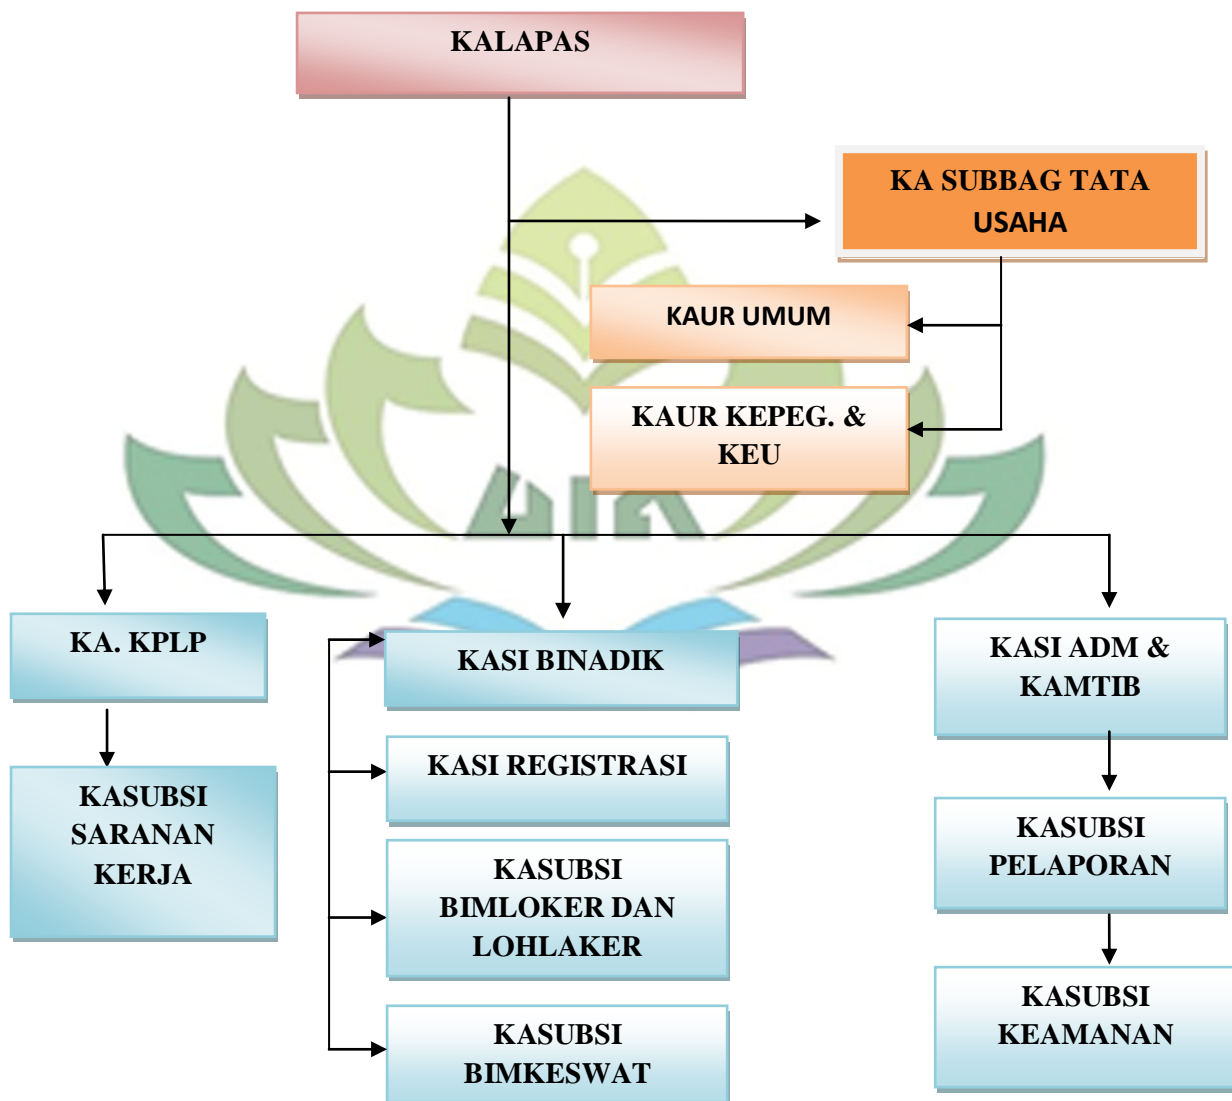 KALAPAS
KA SUBBAG TATA
USAHA
KAUR UMUM
KAUR KEPEG. &
KEU
KA. KPLP
KASUBSI
SARANAN
KERJA
KASI BINADIK
KASI REGISTRASI
KASUBSI
BIMLOKER DAN
LOHLAKER
KASUBSI
BIMKESWAT
KASI ADM &
KAMTIB
KASUBSI
PELAPORAN
KASUBSI
KEAMANAN